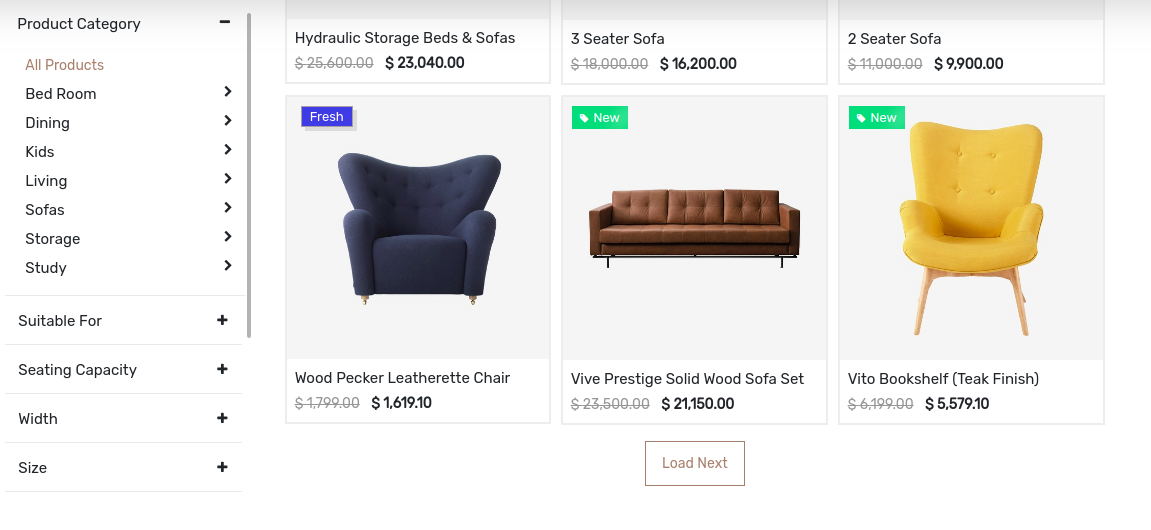 Product Category
All Products
Bed Room
Dining
Kids
Living
Sofas
Storage
Study
Suitable For
Seating Capacity
Width
Size
Hydraulic Storage Beds & Sofas
$ 25,600.00 $ 23,040.00
3 Seater Sofa
$ 18,000.00 $ 16,200.00
2 Seater Sofa
$ 11,000.00 $ 9,900.00
Fresh
Wood Pecker Leatherette Chair
$ 1,799.00 $ 1,619.10
New
Vive Prestige Solid Wood Sofa Set
$ 23,500.00 $ 21,150.00
New
Vito Bookshelf (Teak Finish)
$ 6,199.00 $ 5,579.10
Load Next